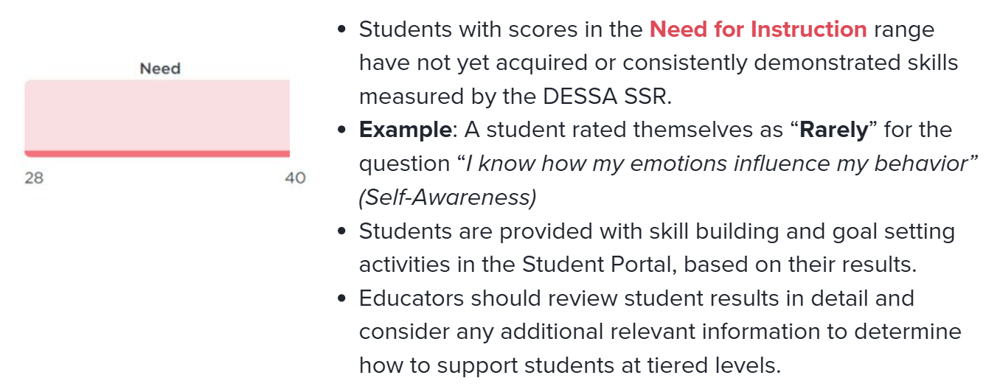 Need
28
40
• Students with scores in the Need for Instruction range
have not yet acquired or consistently demonstrated skills
measured by the DESSA SSR.
• Example: A student rated themselves as “Rarely” for the
question “I know how my emotions influence my behavior”
(Self-Awareness)
• Students are provided with skill building and goal setting
activities in the Student Portal, based on their results.
• Educators should review student results in detail and
consider any additional relevant information to determine
how to support students at tiered levels.